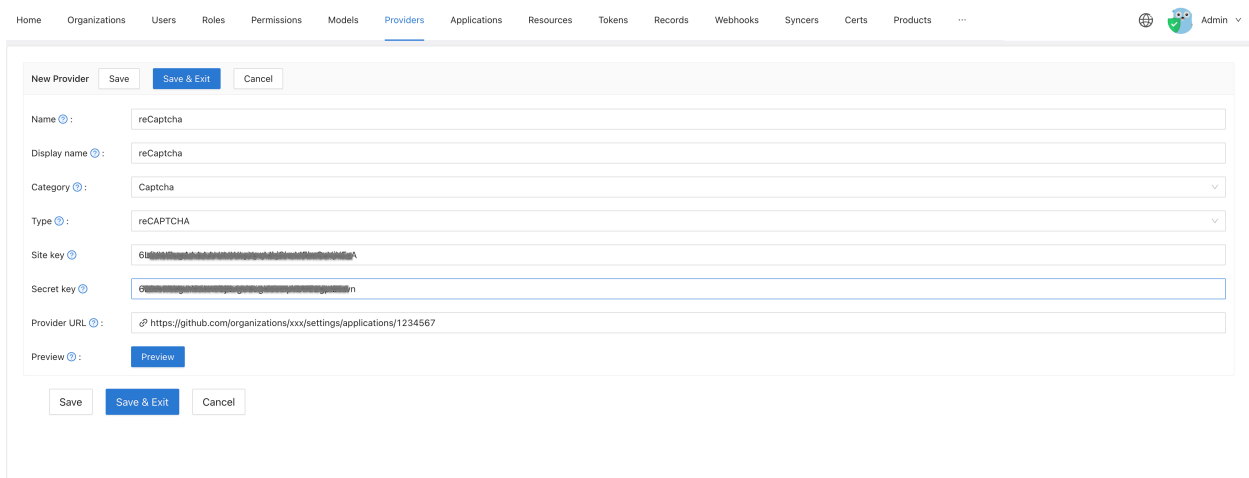 Home Organizations Users Roles Permissions Models Providers Applications Resources Tokens Records Webhooks Syncers Certs Products ··· Admin
New Provider Save Save & Exit Cancel
Name ? : reCaptcha
Display name ? : reCaptcha
Category ? : Captcha
Type ? : reCAPTCHA
Site key ?
Secret key ?
Provider URL ? : https://github.com/organizations/xxx/settings/applications/1234567
Preview ? : Preview
Save Save & Exit Cancel